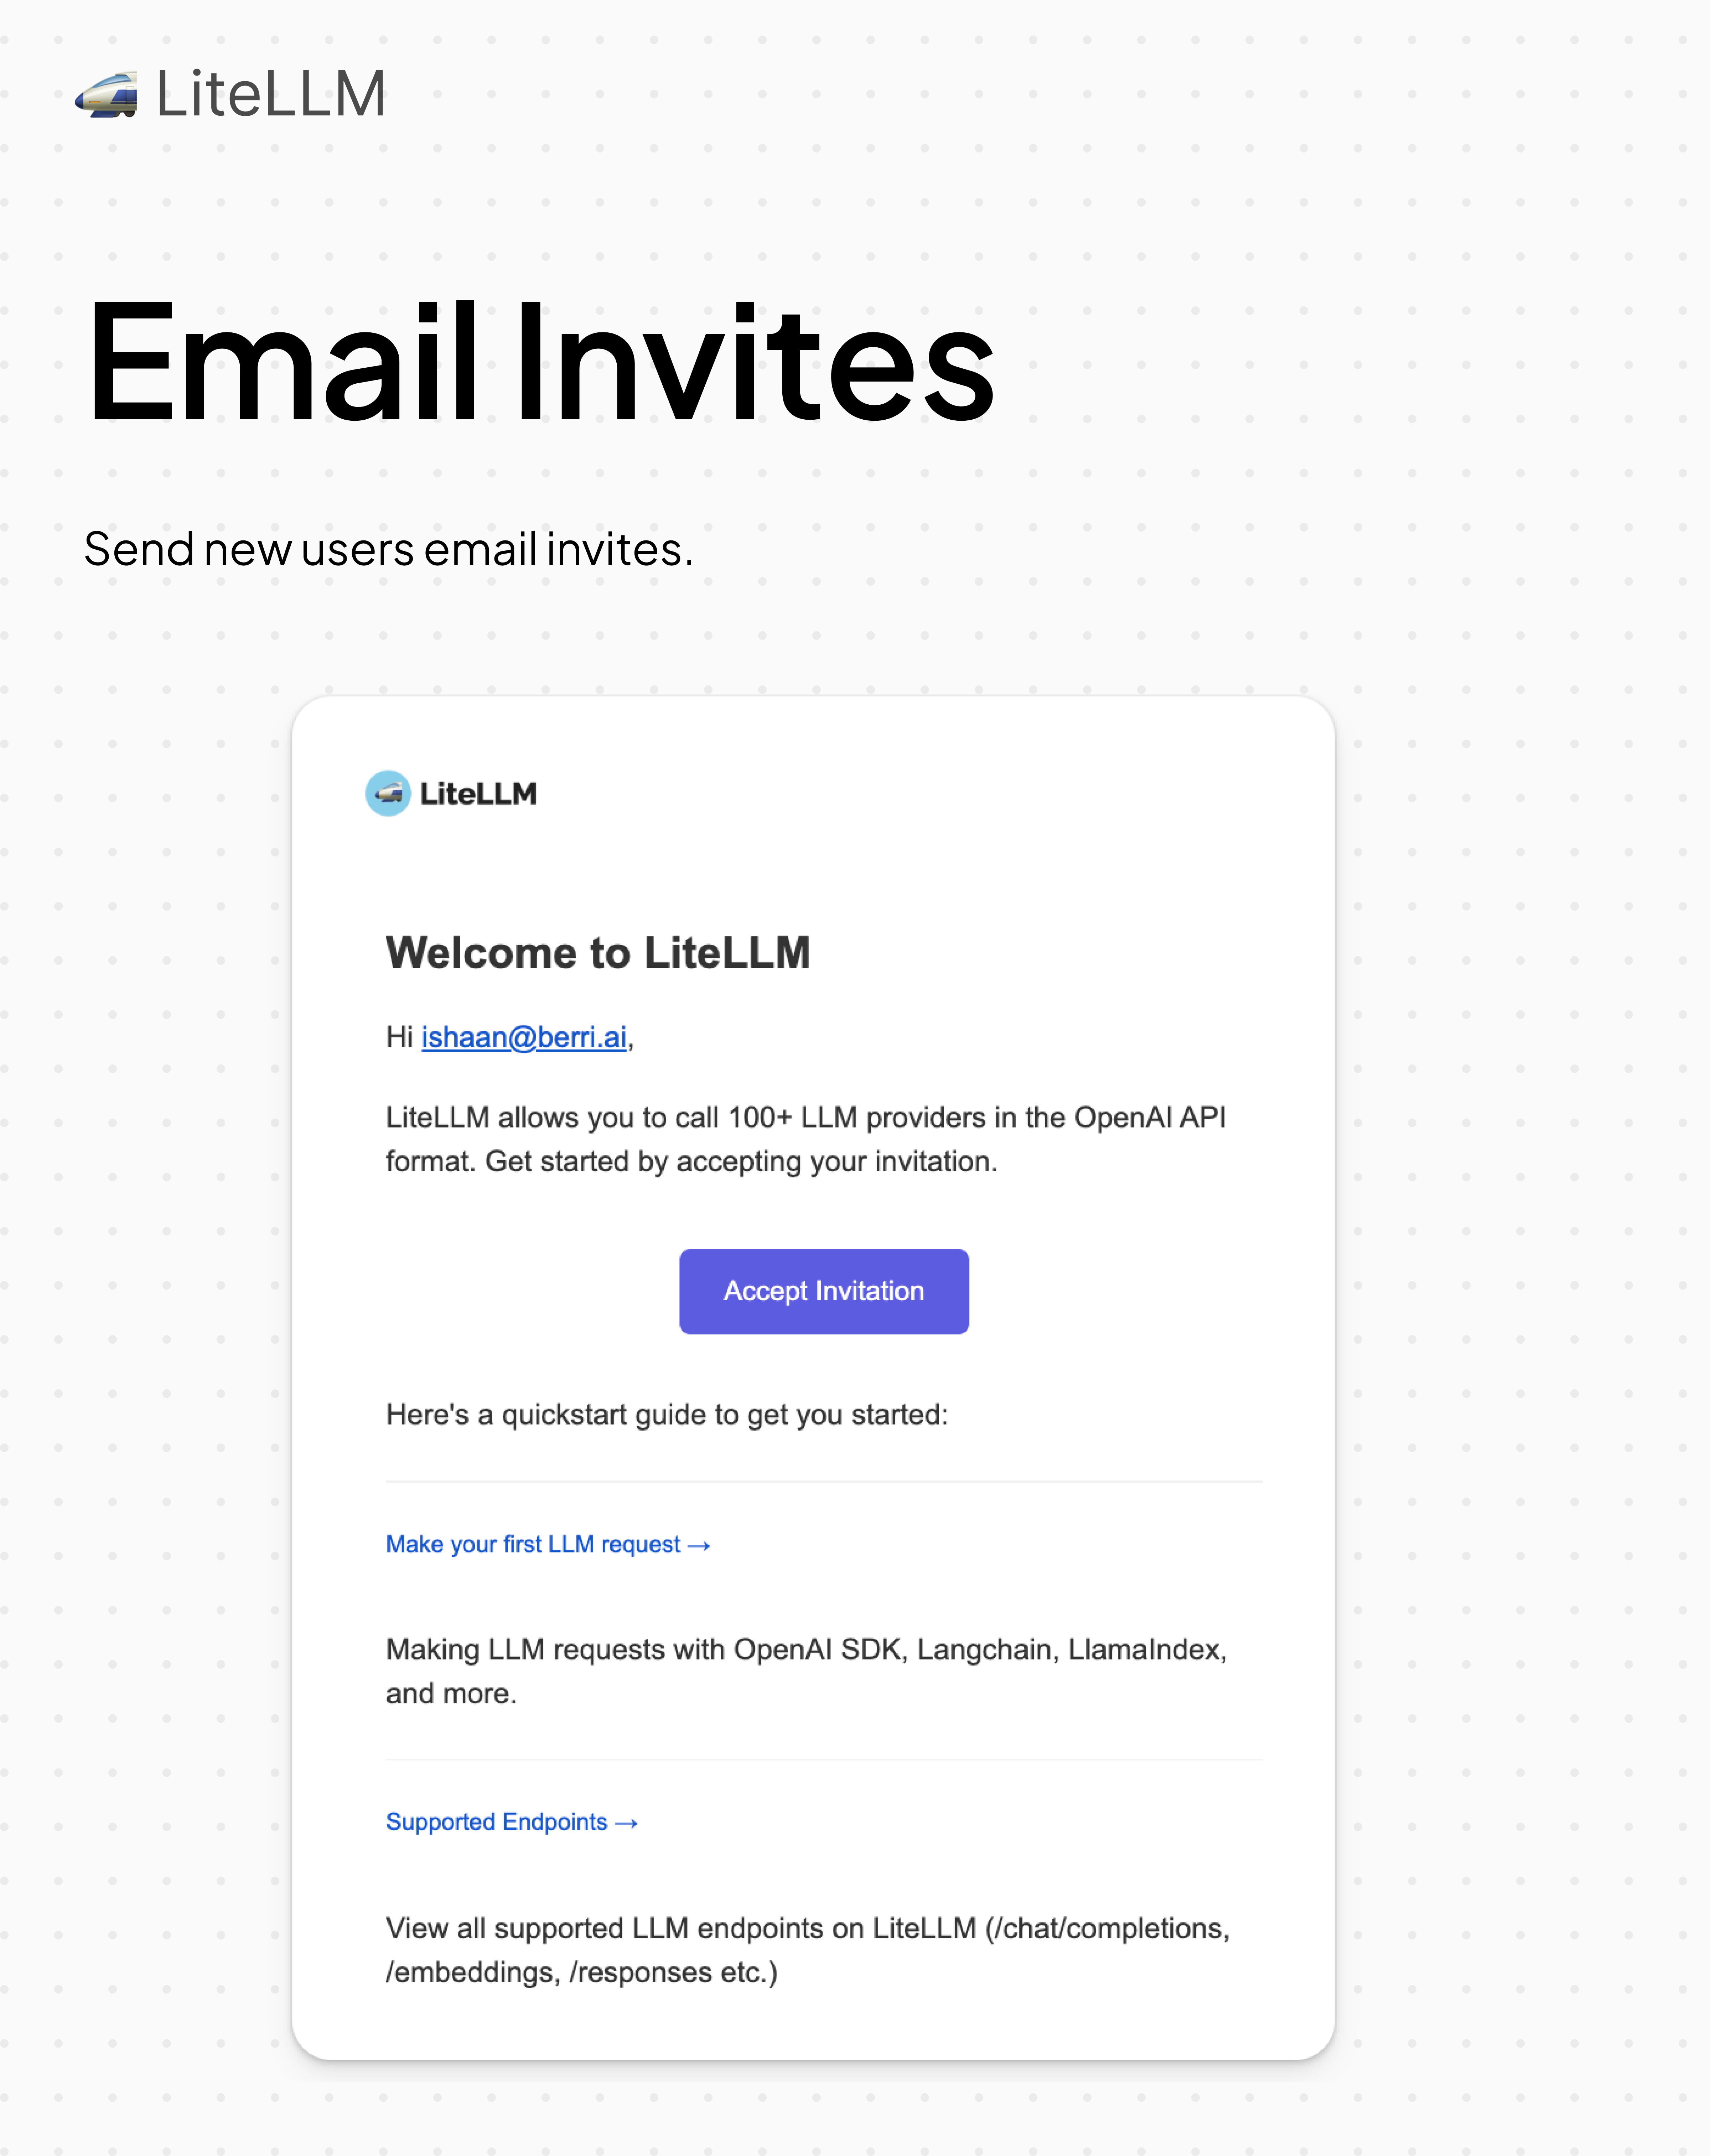 LiteLLM
Email Invites
Send new users email invites.
LiteLLM
Welcome to LiteLLM
Hi ishaan@berri.ai,
LiteLLM allows you to call 100+ LLM providers in the OpenAI API
format. Get started by accepting your invitation.
Accept Invitation
Here's a quickstart guide to get you started:
Make your first LLM request →
Making LLM requests with OpenAI SDK, Langchain, LlamaIndex,
and more.
Supported Endpoints →
View all supported LLM endpoints on LiteLLM (/chat/completions,
/embeddings, /responses etc.)